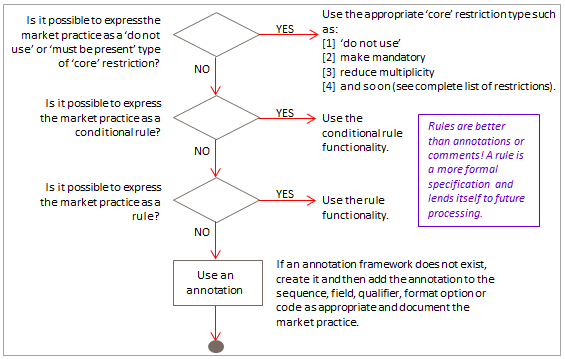 Is it possible to express the
market practice as a ‘do not
use’ or ‘must be present’ type
of ‘core’ restriction?
YES
Use the appropriate ‘core’ restriction type such
as:
[1] ‘do not use’
[2] make mandatory
[3] reduce multiplicity
[4] and so on (see complete list of restrictions).
NO
Is it possible to express
the market practice as a
conditional rule?
YES
Use the
conditional rule
functionality.
Rules are better
than annotations or
comments! A rule is
a more formal
specification and
lends itself to future
processing.
NO
Is it possible to express
the market practice as a
rule?
YES
Use the rule
functionality.
NO
Use an
annotation
If an annotation framework does not exist,
create it and then add the annotation to the
sequence, field, qualifier, format option or
code as appropriate and document the
market practice.